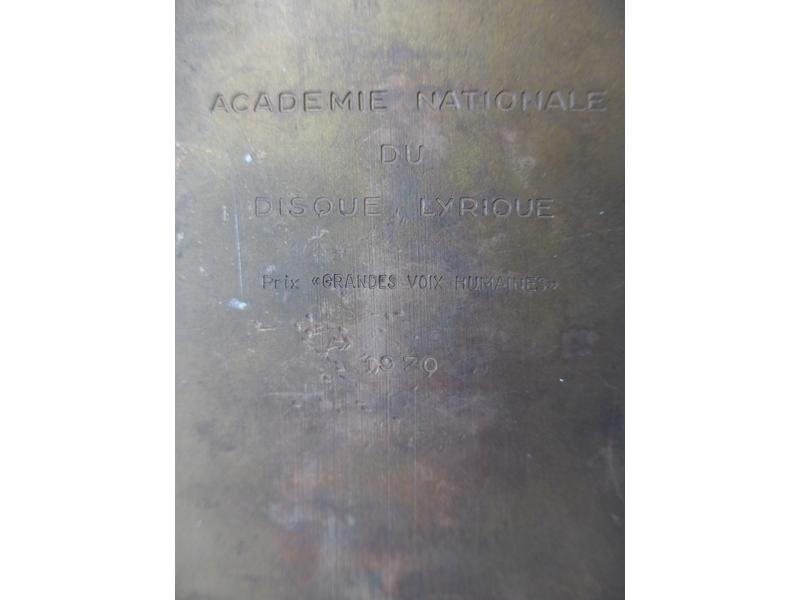 ACADEMIE NATIONALE
DU
DISQUE LYRIQUE
Prix «GRANDES VOIX HUMAINES»
1970